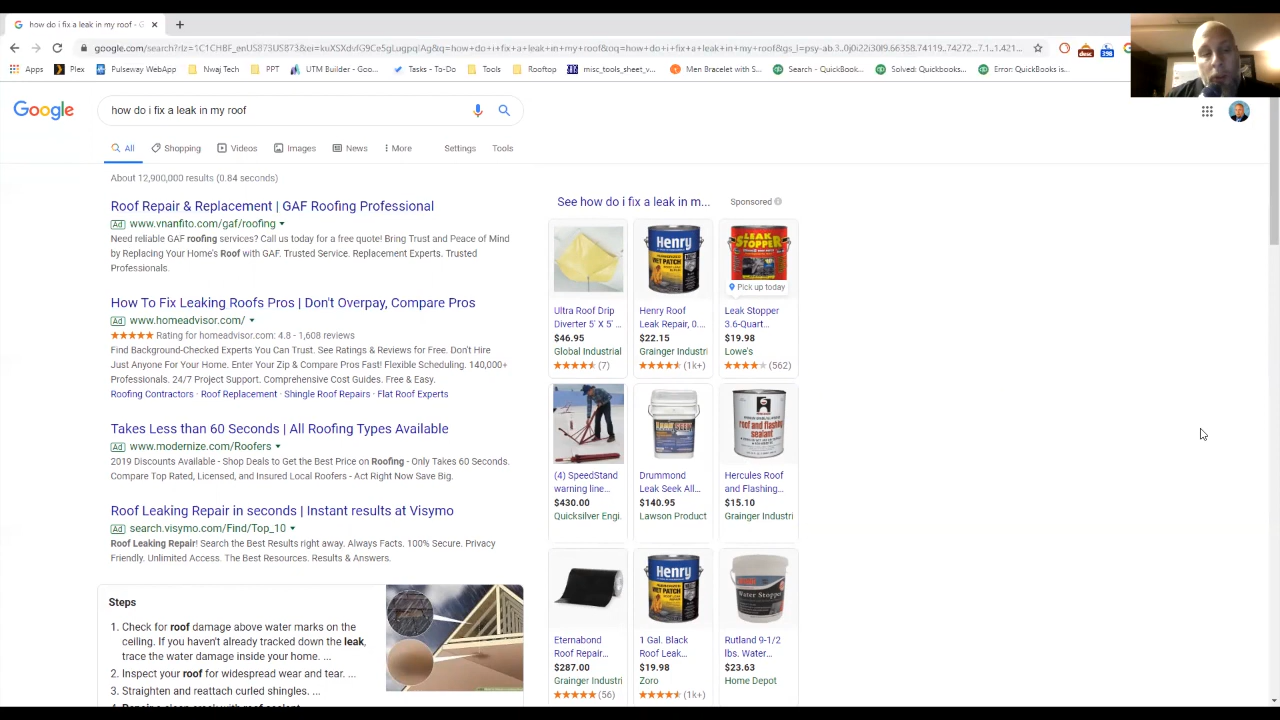 how do i fix a leak in my roof - G
google.com/search?rlz=1C1CHBF_enUS873US873&ei=kuXSXdvIG9Ce5gLugpqIAg&q=how+do+i+fix+a+leak+in+my+roof&oq=how+do+i+fix+a+leak+in+my+roof&gs_l=psy-ab.3..0j0i22i30l9.66358.74119..74272...7.1..1.421...
Apps
Plex
Pulseway WebApp
Nwaj Tech
PPT
UTM Builder - Goo...
Tasks - To-Do
Tools
Rooftop
misc_tools_sheet_v...
Men Bracelet with S...
Search - QuickBook...
Solved: Quickbooks...
Error: QuickBooks is...
desc
398
Google
how do i fix a leak in my roof
All
Shopping
Videos
Images
News
More
Settings
Tools
About 12,900,000 results (0.84 seconds)
Roof Repair & Replacement | GAF Roofing Professional
Ad www.vnanfito.com/gaf/roofing
Need reliable GAF roofing services? Call us today for a free quote! Bring Trust and Peace of Mind
by Replacing Your Home's Roof with GAF. Trusted Service. Replacement Experts. Trusted
Professionals.
How To Fix Leaking Roofs Pros | Don't Overpay, Compare Pros
Ad www.homeadvisor.com/
Rating for homeadvisor.com: 4.8 - 1,608 reviews
Find Background-Checked Experts You Can Trust. See Ratings & Reviews for Free. Don't Hire
Just Anyone For Your Home. Enter Your Zip & Compare Pros Fast! Flexible Scheduling. 140,000+
Professionals. 24/7 Project Support. Comprehensive Cost Guides. Free & Easy.
Roofing Contractors · Roof Replacement · Shingle Roof Repairs · Flat Roof Experts
Takes Less than 60 Seconds | All Roofing Types Available
Ad www.modernize.com/Roofers
2019 Discounts Available - Shop Deals to Get the Best Price on Roofing - Only Takes 60 Seconds.
Compare Top Rated, Licensed, and Insured Local Roofers - Act Right Now Save Big.
Roof Leaking Repair in seconds | Instant results at Visymo
Ad search.visymo.com/Find/Top_10
Roof Leaking Repair! Search the Best Results right away. Always Facts. 100% Secure. Privacy
Friendly. Unlimited Access. The Best Resources. Results & Answers.
Steps
1. Check for roof damage above water marks on the
ceiling. If you haven't already tracked down the leak,
trace the water damage inside your home. ...
2. Inspect your roof for widespread wear and tear. ...
3. Straighten and reattach curled shingles. ...
See how do i fix a leak in m...
Sponsored
Henry
WET PATCH
LEAK
STOPPER
Pick up today
Ultra Roof Drip
Diverter 5' X 5' ...
$46.95
Global Industrial
(7)
Henry Roof
Leak Repair, 0....
$22.15
Grainger Industri
(1k+)
Leak Stopper
3.6-Quart...
$19.98
Lowe's
(562)
roof and flashing
sealant
(4) SpeedStand
warning line...
$430.00
Quicksilver Engi.
Drummond
Leak Seek All...
$140.95
Lawson Product
Hercules Roof
and Flashing...
$15.10
Grainger Industri
Henry
WET PATCH
Water Stopper
Eternabond
Roof Repair...
$287.00
Grainger Industri
(56)
1 Gal. Black
Roof Leak...
$19.98
Zoro
(1k+)
Rutland 9-1/2
lbs. Water...
$23.63
Home Depot